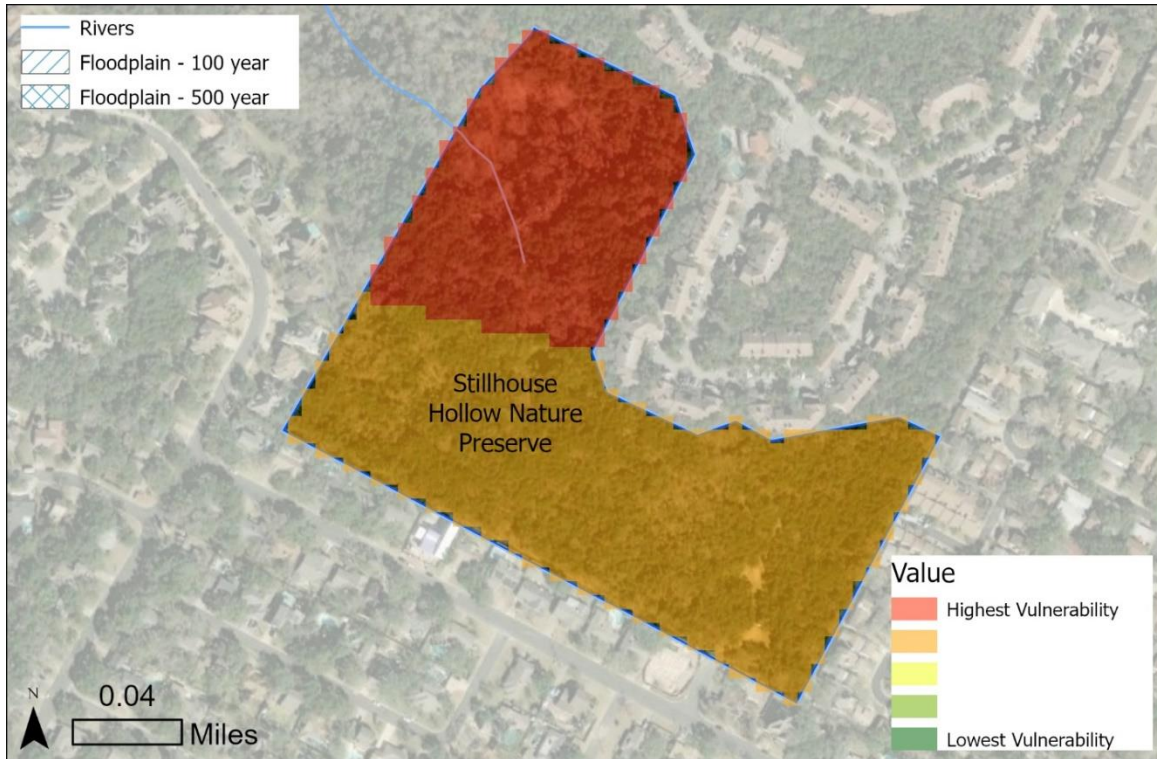 Rivers
Floodplain - 100 year
Floodplain - 500 year
Stillhouse
Hollow Nature
Preserve
Value
Highest Vulnerability
Lowest Vulnerability
N
0.04
Miles